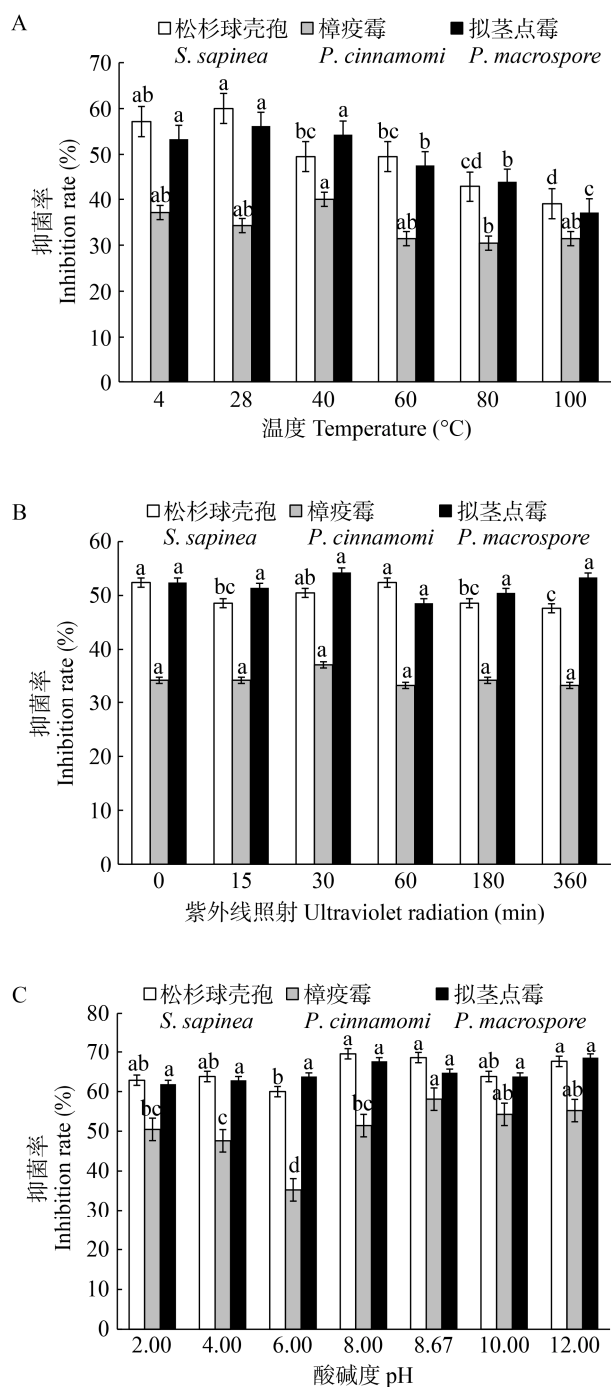 A
松杉球壳孢 樟疫霉 拟茎点霉
S. sapinea P. cinnamomi P. macrospore
70
60
50
40
30
20
10
0
抑菌率
Inhibition rate (%)
ab ab a
a ab a
bc a a
bc ab b
cd b b
d ab c
4 28 40 60 80 100
温度 Temperature (°C)
B
松杉球壳孢 樟疫霉 拟茎点霉
S. sapinea P. cinnamomi P. macrospore
60
50
40
30
20
10
0
抑菌率
Inhibition rate (%)
a a a
bc a a
ab a a
a a a
bc a a
c a a
0 15 30 60 180 360
紫外线照射 Ultraviolet radiation (min)
C
松杉球壳孢 樟疫霉 拟茎点霉
S. sapinea P. cinnamomi P. macrospore
80
70
60
50
40
30
20
10
0
抑菌率
Inhibition rate (%)
ab bc a
ab c a
b d a
a bc a
a a a
ab ab a
a ab a
2.00 4.00 6.00 8.00 8.67 10.00 12.00
酸碱度 pH